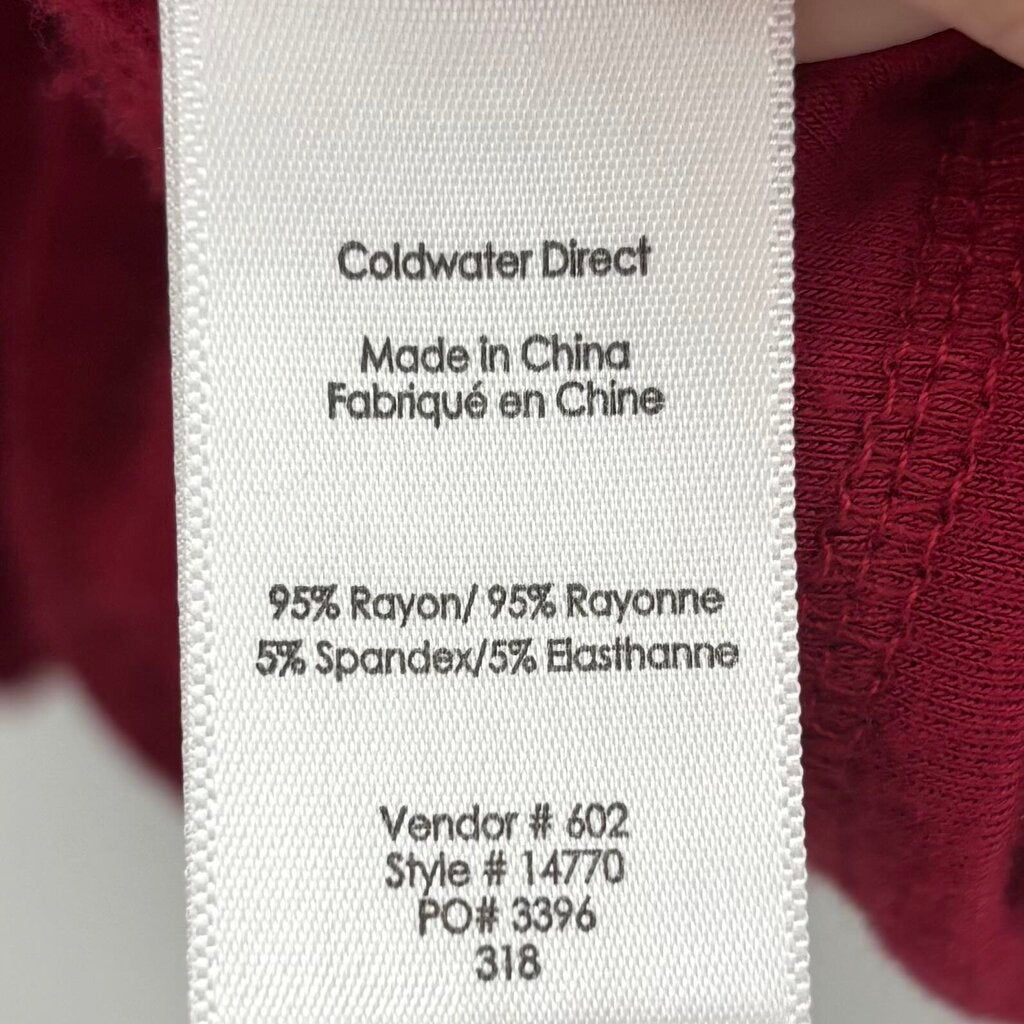 Coldwater Direct
Made in China
Fabriqué en Chine
95% Rayon/ 95% Rayonne
5% Spandex/5% Elasthanne
Vendor # 602
Style # 14770
PO# 3396
318